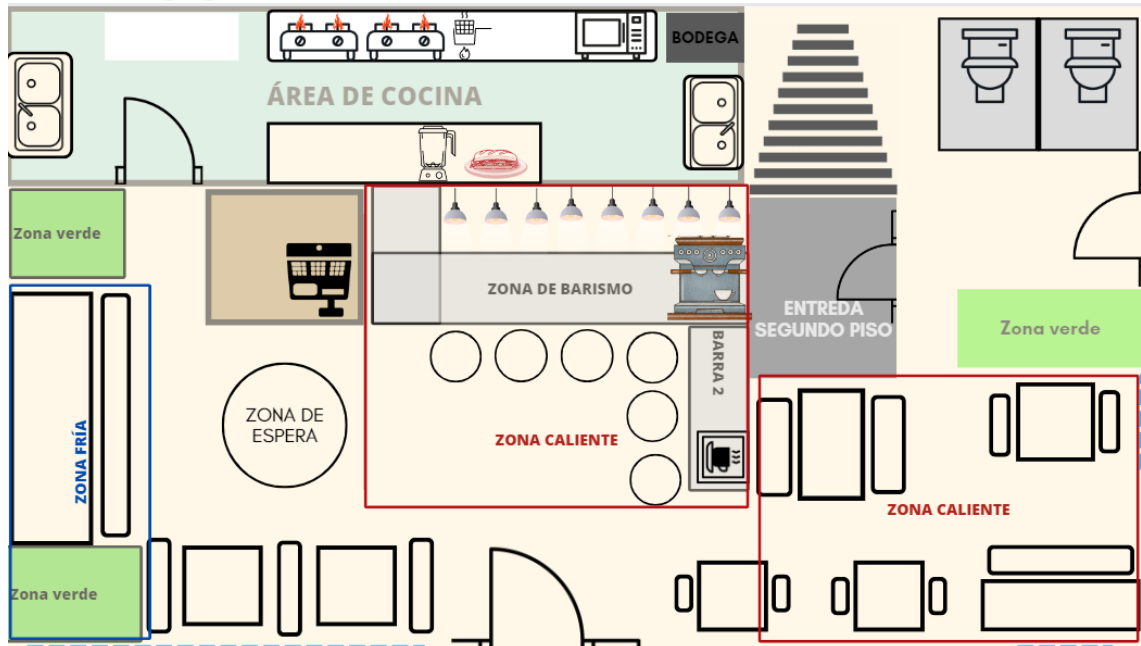 BODEGA
ÁREA DE COCINA
Zona verde
ZONA DE BARISMO
ENTREDA
SEGUNDO PISO
Zona verde
BARRA 2
ZONA DE
ESPERA
ZONA FRÍA
ZONA CALIENTE
ZONA CALIENTE
Zona verde